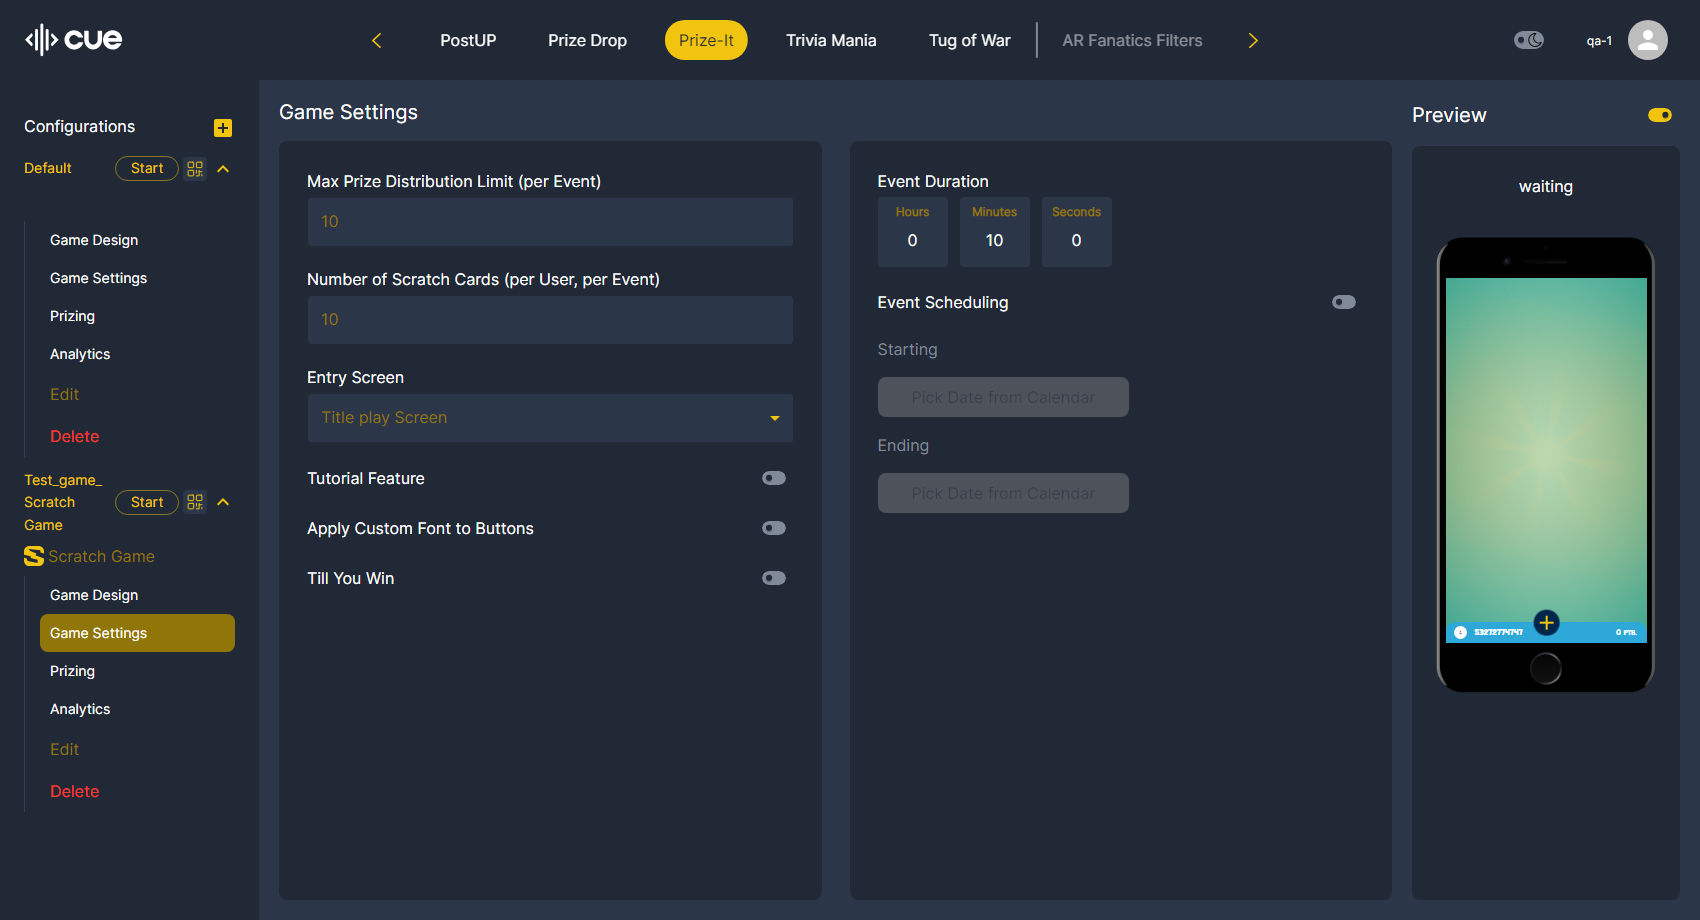 cue
PostUP
Prize Drop
Prize-It
Trivia Mania
Tug of War
AR Fanatics Filters
qa-1
Configurations
Default
Start
Game Design
Game Settings
Prizing
Analytics
Edit
Delete
Test_game_
Scratch
Game
Start
Scratch Game
Game Design
Game Settings
Prizing
Analytics
Edit
Delete
Game Settings
Max Prize Distribution Limit (per Event)
10
Number of Scratch Cards (per User, per Event)
10
Entry Screen
Title play Screen
Tutorial Feature
Apply Custom Font to Buttons
Till You Win
Event Duration
Hours
0
Minutes
10
Seconds
0
Event Scheduling
Starting
Pick Date from Calendar
Ending
Pick Date from Calendar
Preview
waiting
53272774747
0 PTS.